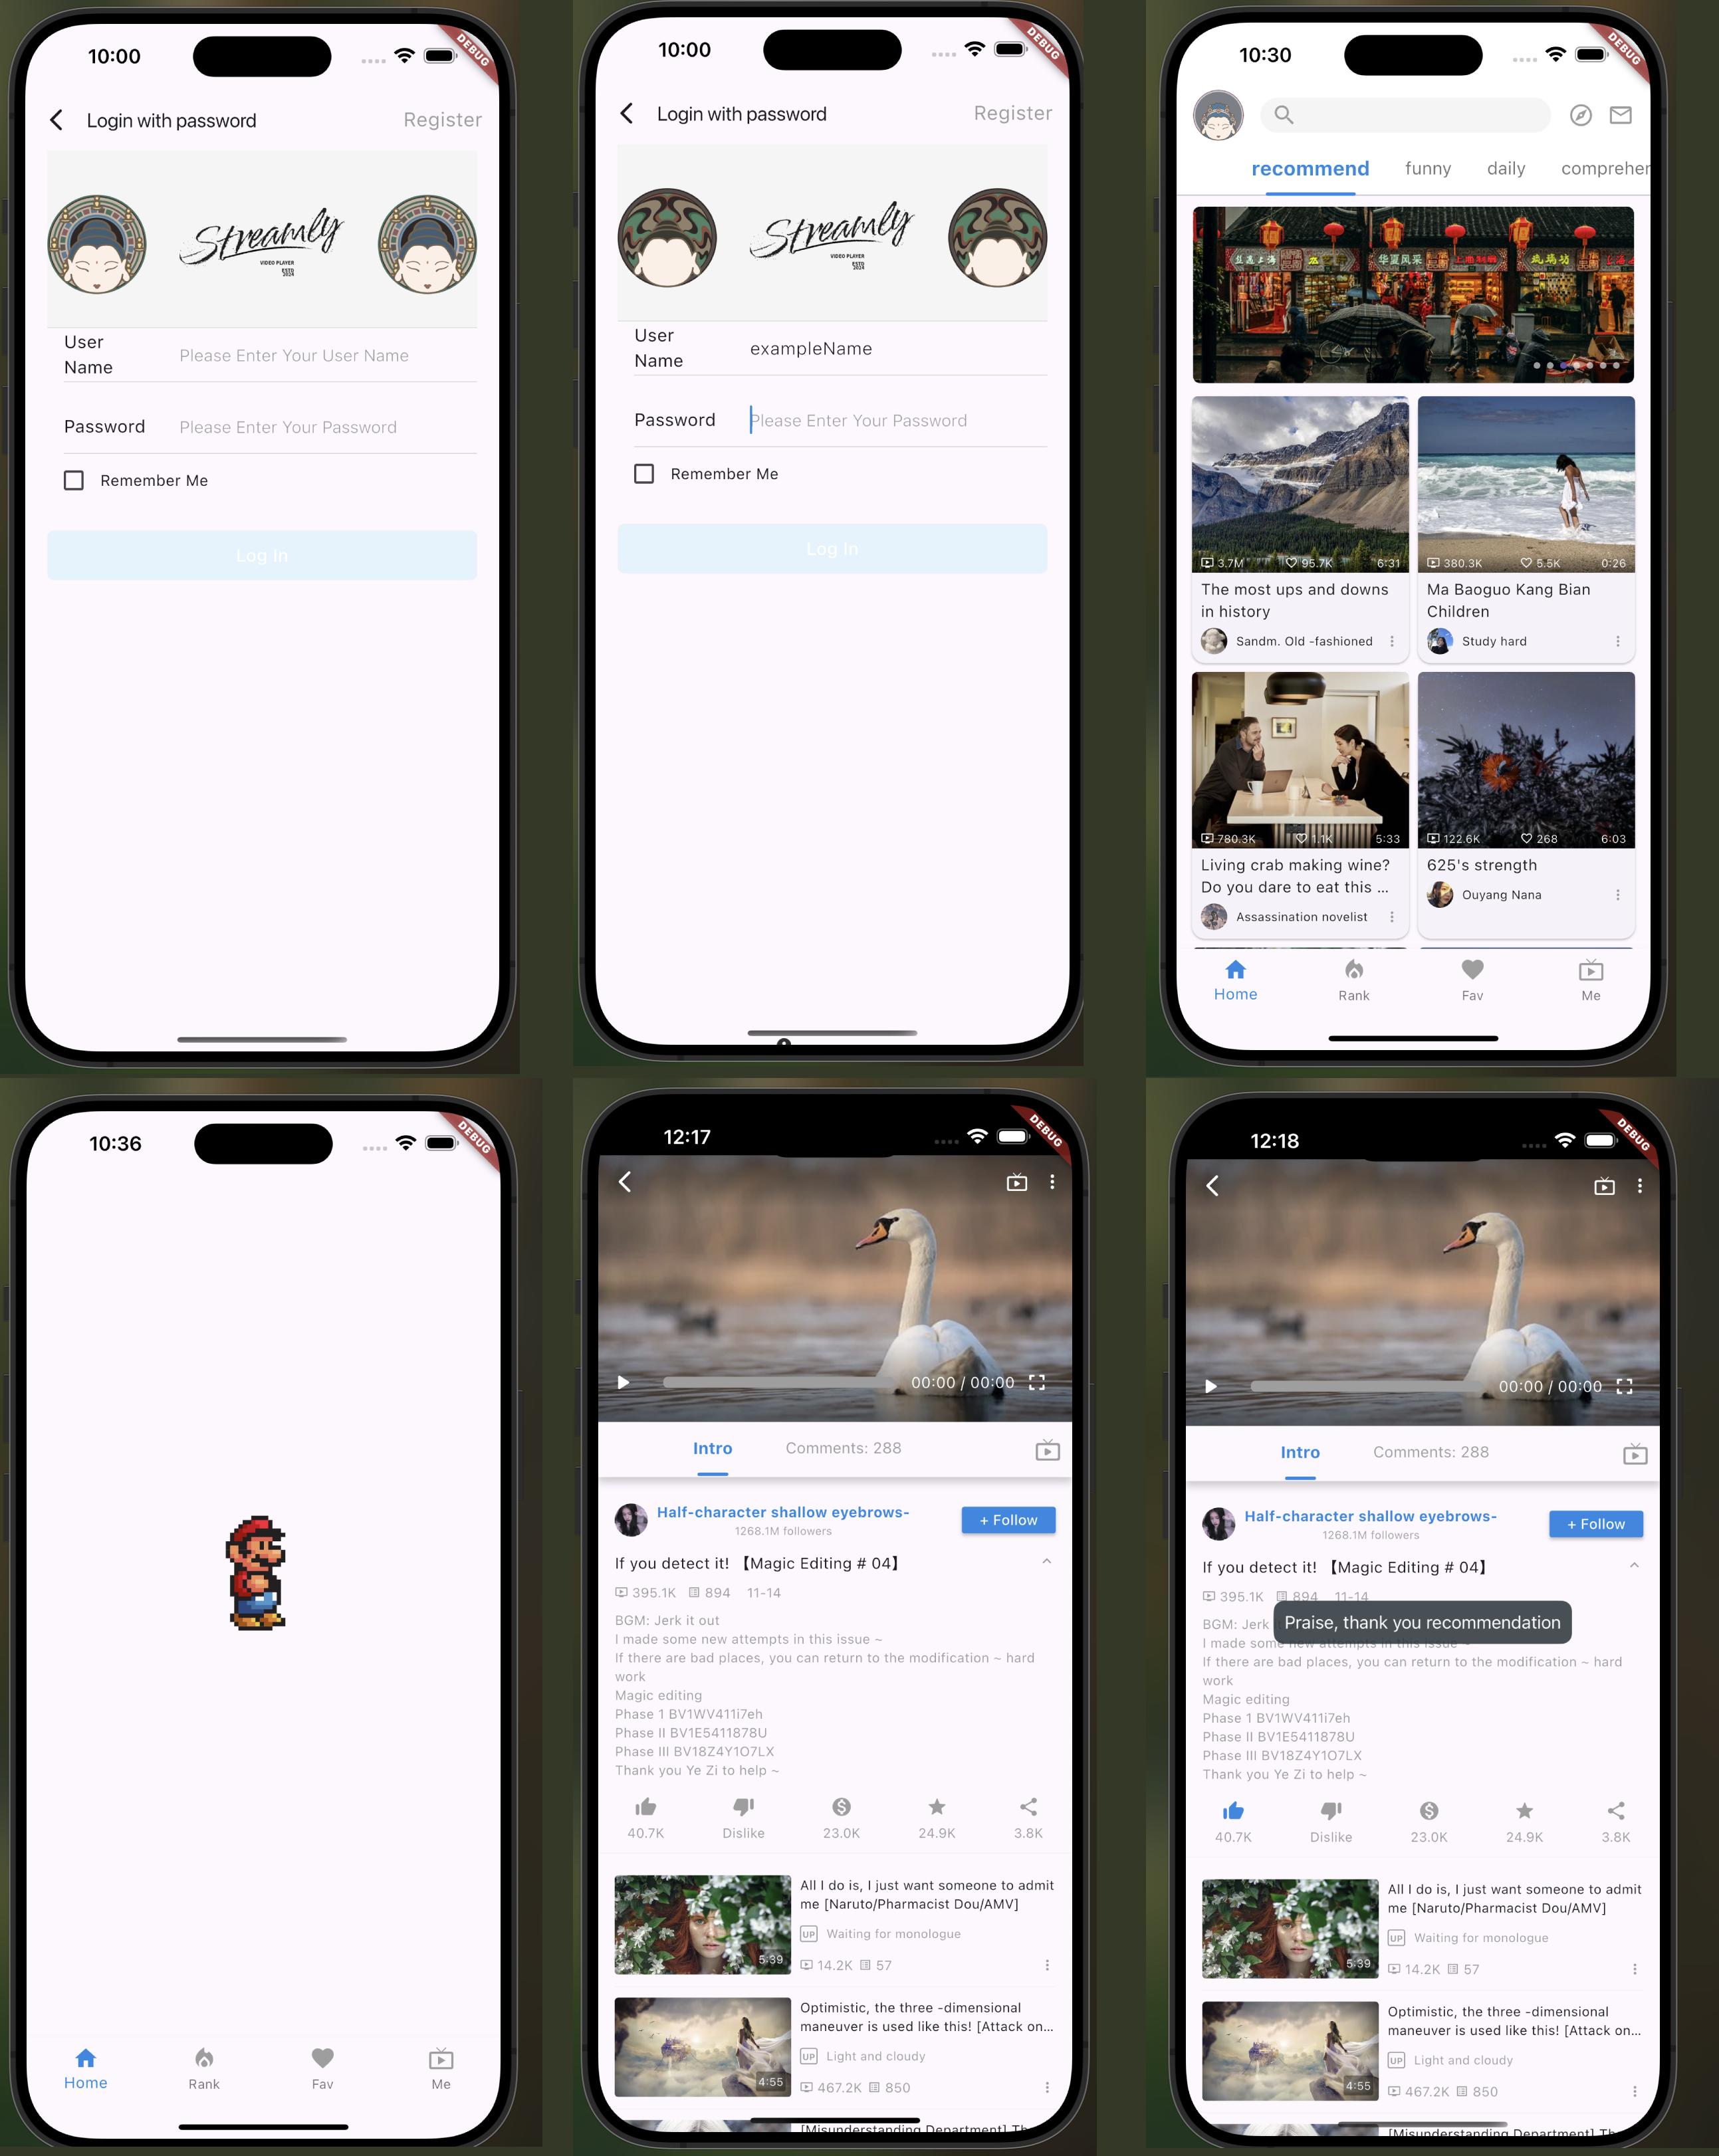 10:00
DEBUG
Login with password
Register
Streamly
VIDEO PLAYER
ESTD
2024
User
Name
Please Enter Your User Name
Password
Please Enter Your Password
Remember Me
Log In
10:00
DEBUG
Login with password
Register
Streamly
VIDEO PLAYER
ESTD
2024
User
Name
exampleName
Password
Please Enter Your Password
Remember Me
Log In
10:30
DEBUG
recommend
funny
daily
comprehen
华夏风采
琉璃坊
3.7M
95.7K
6:31
The most ups and downs
in history
Sandm. Old -fashioned
380.3K
5.5K
0:26
Ma Baoguo Kang Bian
Children
Study hard
780.3K
1.1K
5:33
Living crab making wine?
Do you dare to eat this ...
Assassination novelist
122.6K
268
6:03
625's strength
Ouyang Nana
Home
Rank
Fav
Me
10:36
DEBUG
Home
Rank
Fav
Me
12:17
DEBUG
00:00 / 00:00
Intro
Comments: 288
Half-character shallow eyebrows-
1268.1M followers
+ Follow
If you detect it! 【Magic Editing # 04】
395.1K
894
11-14
BGM: Jerk it out
I made some new attempts in this issue ~
If there are bad places, you can return to the modification ~ hard
work
Magic editing
Phase 1 BV1WV411i7eh
Phase II BV1E5411878U
Phase III BV18Z4Y1O7LX
Thank you Ye Zi to help ~
40.7K
Dislike
23.0K
24.9K
3.8K
5:39
All I do is, I just want someone to admit
me [Naruto/Pharmacist Dou/AMV]
UP Waiting for monologue
14.2K
57
4:55
Optimistic, the three -dimensional
maneuver is used like this! [Attack on...
UP Light and cloudy
467.2K
850
[Misunderstanding Department] Th
12:18
DEBUG
00:00 / 00:00
Intro
Comments: 288
Half-character shallow eyebrows-
1268.1M followers
+ Follow
If you detect it! 【Magic Editing # 04】
395.1K
894
11-14
Praise, thank you recommendation
BGM: Jerk
I made some new attempts in this issue ~
If there are bad places, you can return to the modification ~ hard
work
Magic editing
Phase 1 BV1WV411i7eh
Phase II BV1E5411878U
Phase III BV18Z4Y1O7LX
Thank you Ye Zi to help ~
40.7K
Dislike
23.0K
24.9K
3.8K
5:39
All I do is, I just want someone to admit
me [Naruto/Pharmacist Dou/AMV]
UP Waiting for monologue
14.2K
57
4:55
Optimistic, the three -dimensional
maneuver is used like this! [Attack on...
UP Light and cloudy
467.2K
850
[Misunderstanding Department] Th